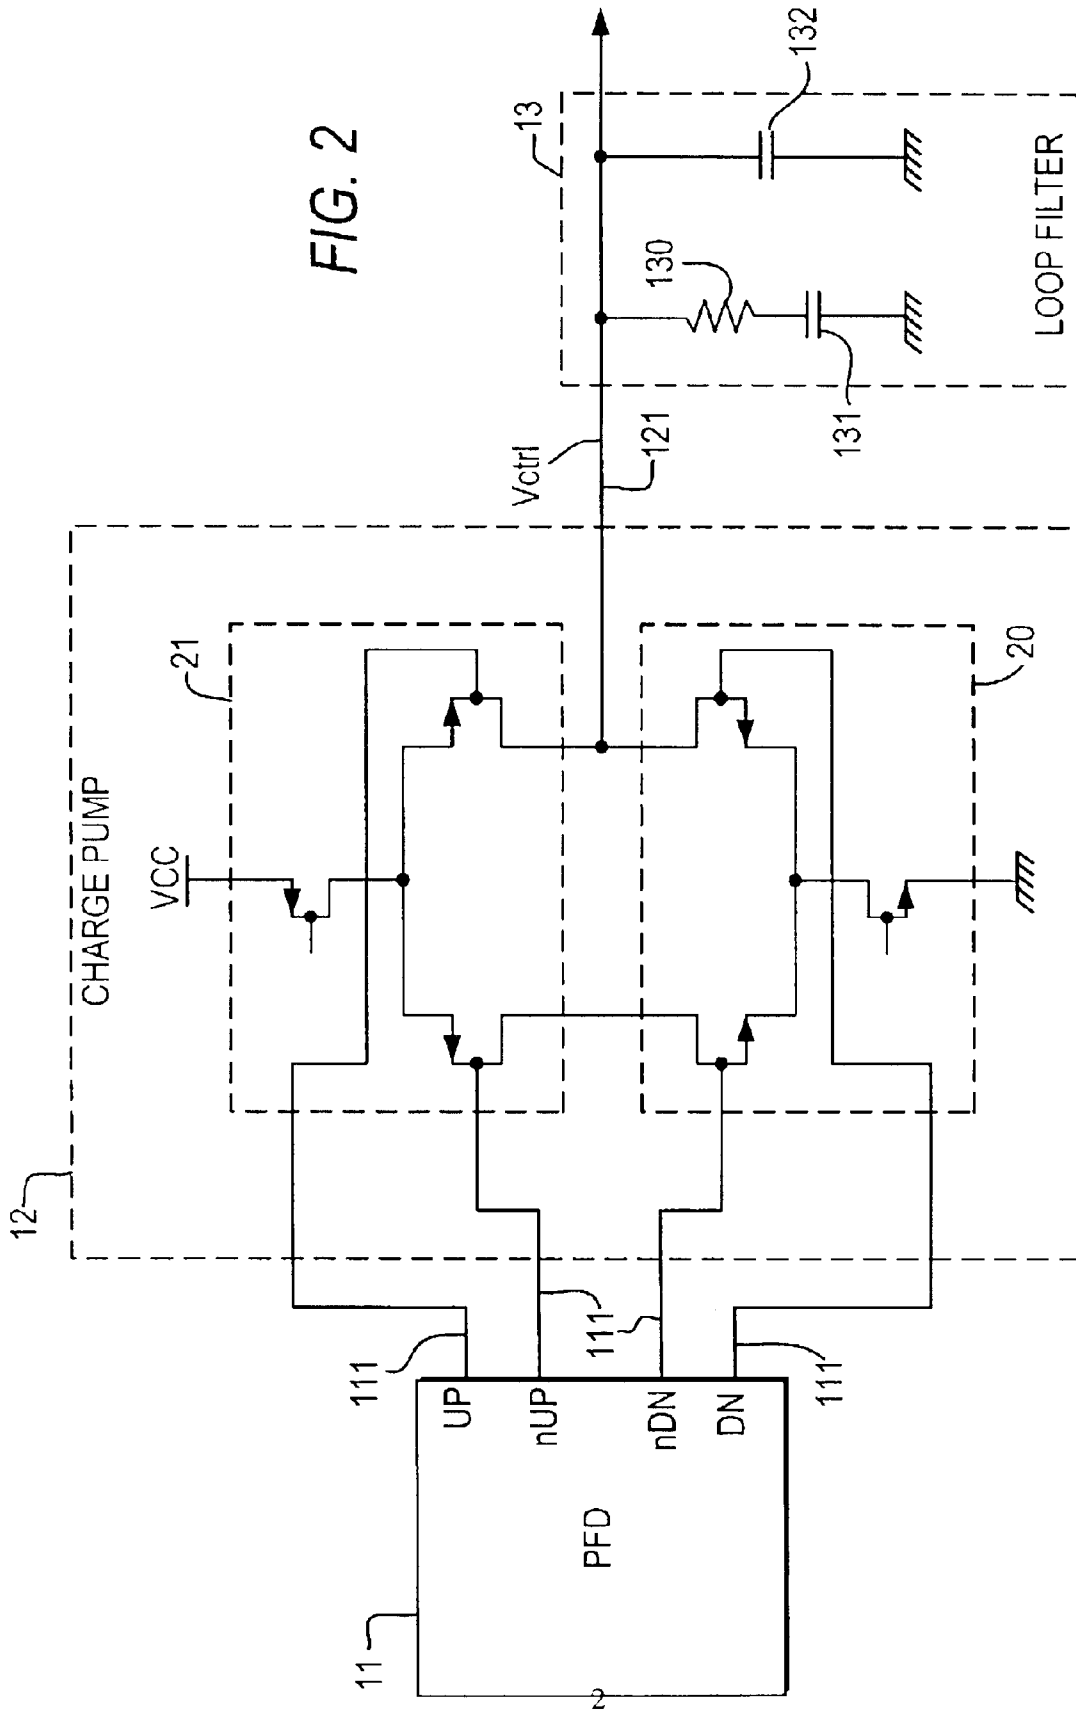 FIG. 2
12
CHARGE PUMP
VCC
21
20
Vctrl
121
13
130
131
132
LOOP FILTER
11
PFD
UP
nUP
nDN
DN
111
111
111
111
2